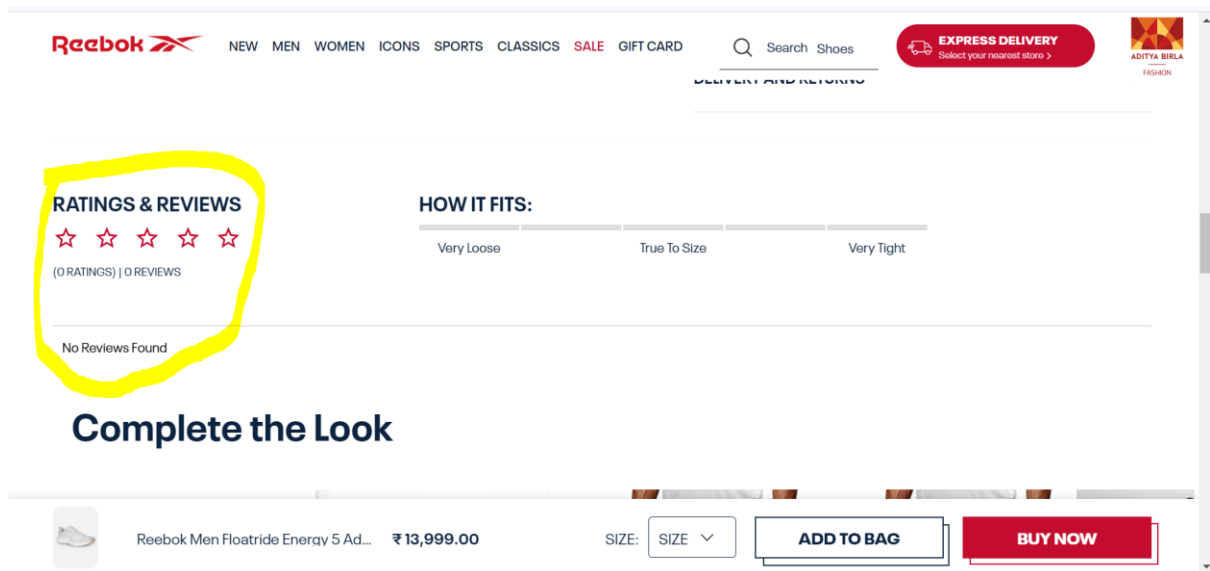 Reebok NEW MEN WOMEN ICONS SPORTS CLASSICS SALE GIFT CARD Search Shoes
EXPRESS DELIVERY
Select your nearest store >
ADITYA BIRLA
FASHION
DELIVERY AND RETURNS
RATINGS & REVIEWS
(0 RATINGS) | 0 REVIEWS
HOW IT FITS:
Very Loose True To Size Very Tight
No Reviews Found
Complete the Look
Reebok Men Floatride Energy 5 Ad... ₹ 13,999.00 SIZE: SIZE ADD TO BAG BUY NOW